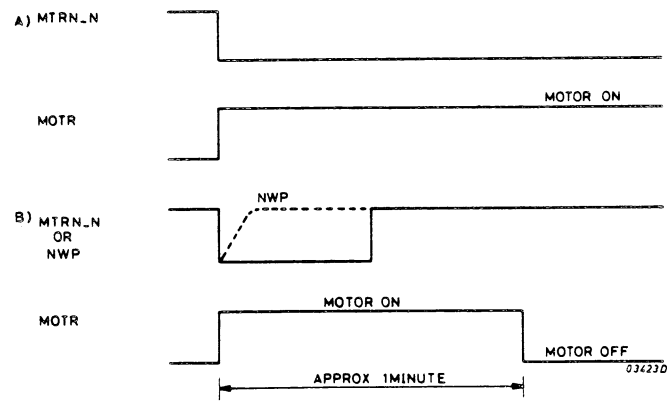 A) MTRN_N
MOTOR ON
MOTR
NWP
B) MTRN_N
OR
NWP
MOTOR ON
MOTR
MOTOR OFF
03423D
APPROX 1MINUTE